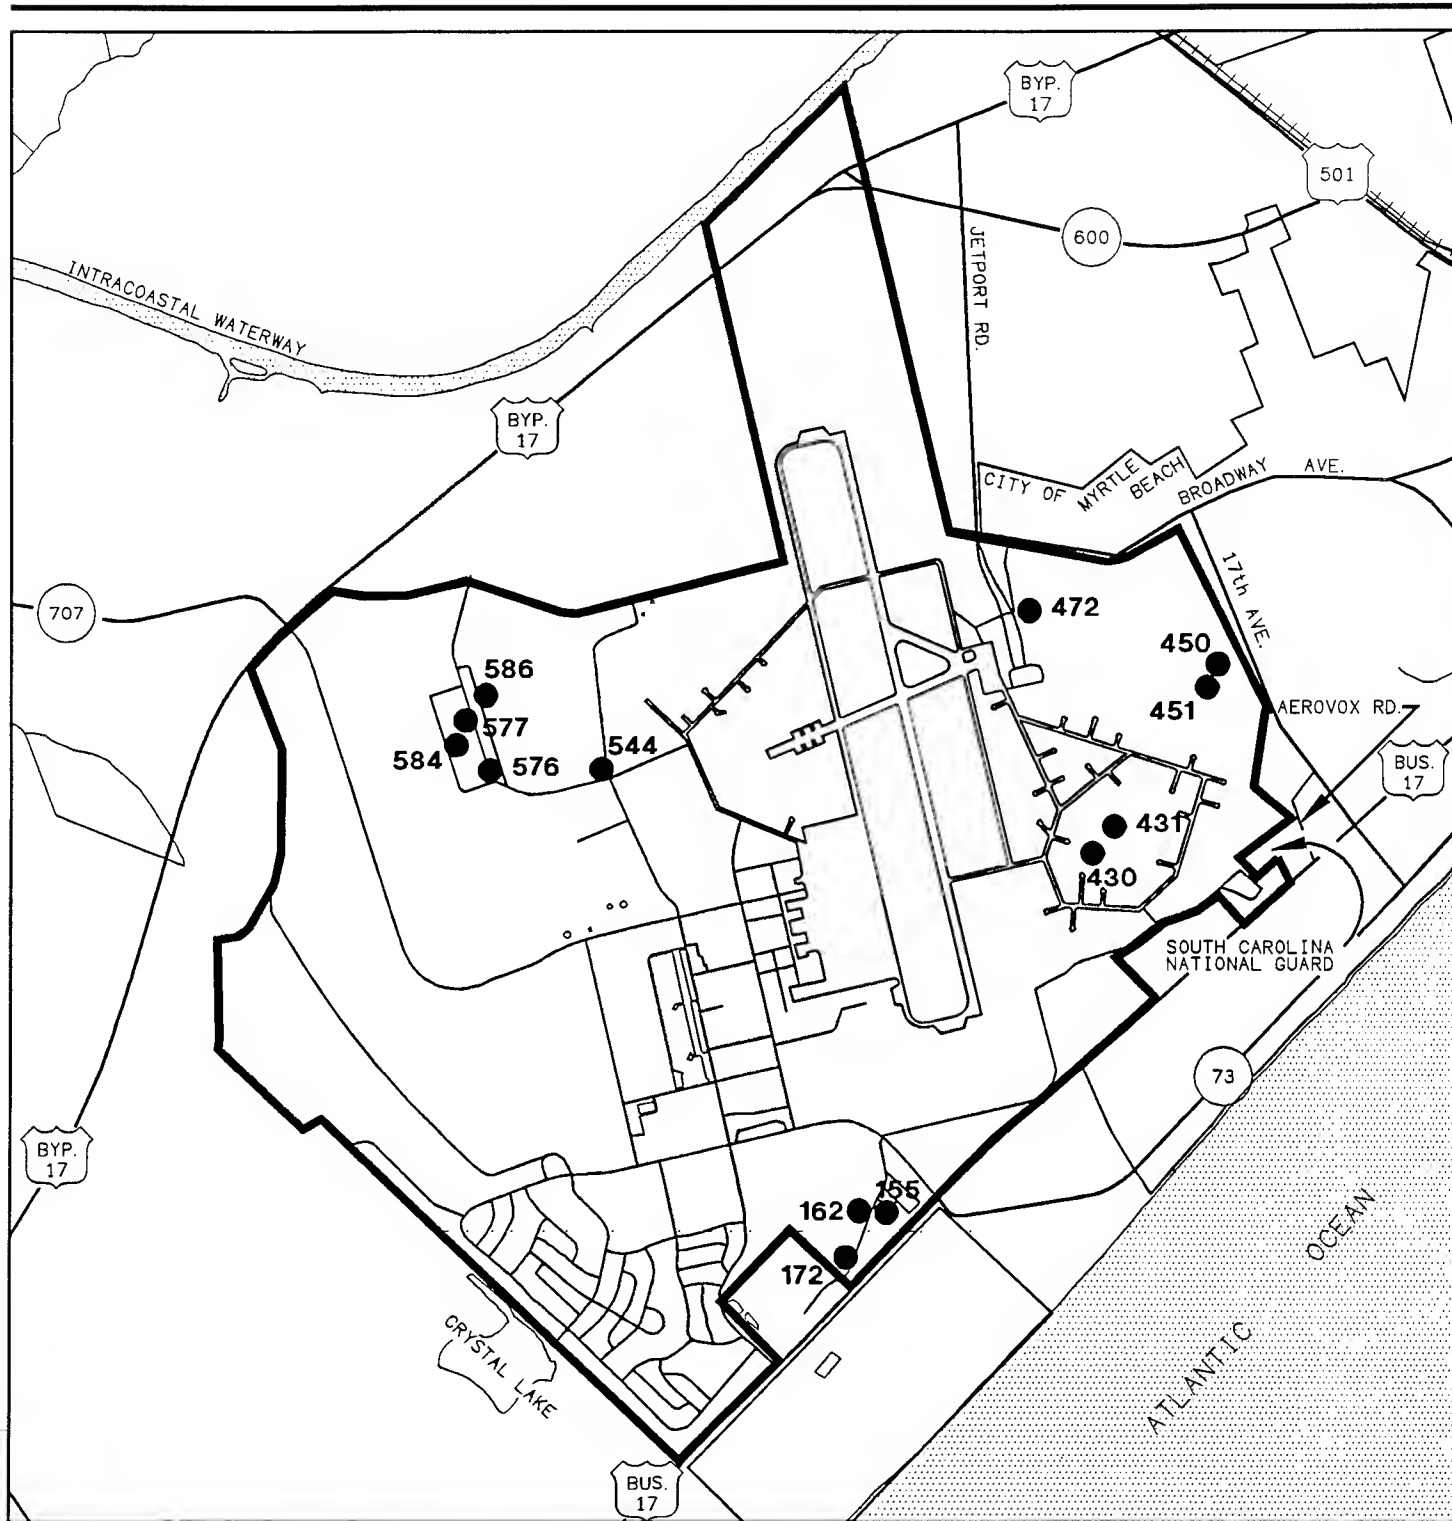 BYP.
17
501
600
JETPORT RD.
INTRACOASTAL WATERWAY
BYP.
17
CITY OF MYRTLE BEACH
BROADWAY AVE.
17th AVE.
707
472
450
451
586
577
584
576
544
AEROVOX RD.
BUS.
17
431
430
SOUTH CAROLINA
NATIONAL GUARD
73
BYP.
17
155
162
172
CRYSTAL LAKE
ATLANTIC OCEAN
BUS.
17